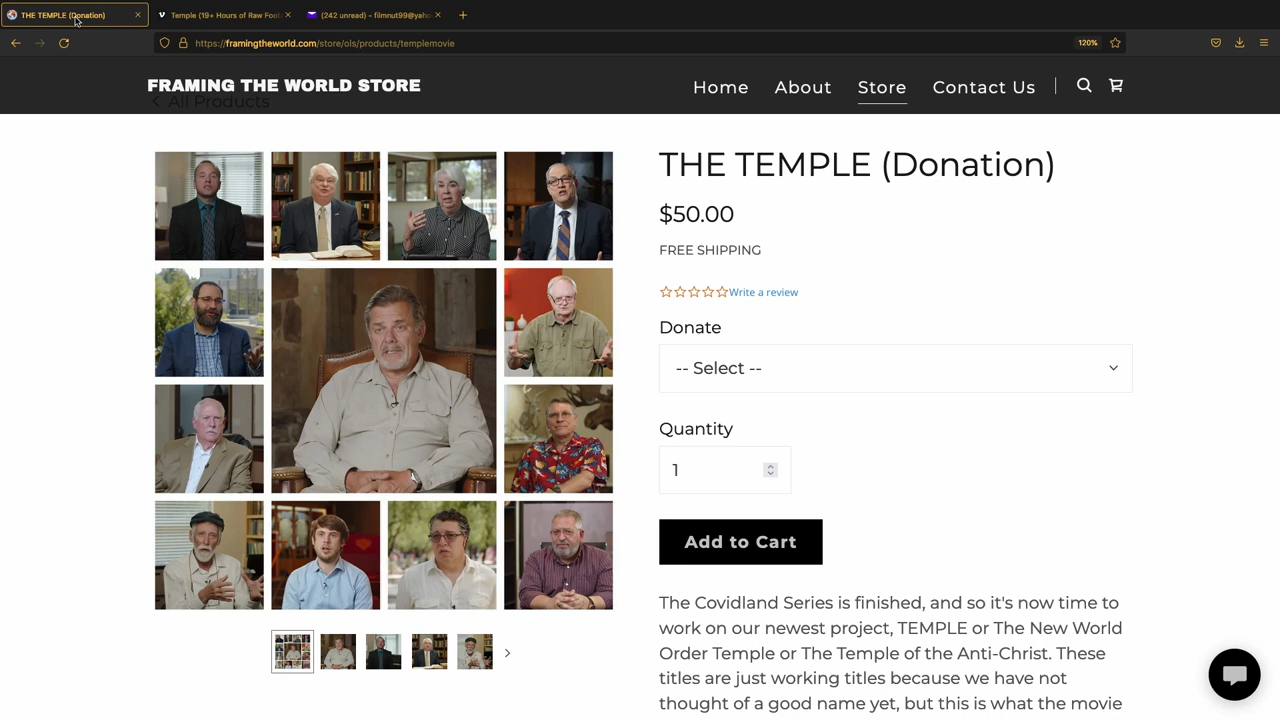 THE TEMPLE (Donation)
Temple (19+ Hours of Raw Foot
(242 unread) - filmnut99@yaho
https://framingtheworld.com/store/ols/products/templemovie
120%
FRAMING THE WORLD STORE
Home
About
Store
Contact Us
All Products
THE TEMPLE (Donation)
$50.00
FREE SHIPPING
Write a review
Donate
-- Select --
Quantity
1
Add to Cart
The Covidland Series is finished, and so it's now time to
work on our newest project, TEMPLE or The New World
Order Temple or The Temple of the Anti-Christ. These
titles are just working titles because we have not
thought of a good name yet, but this is what the movie